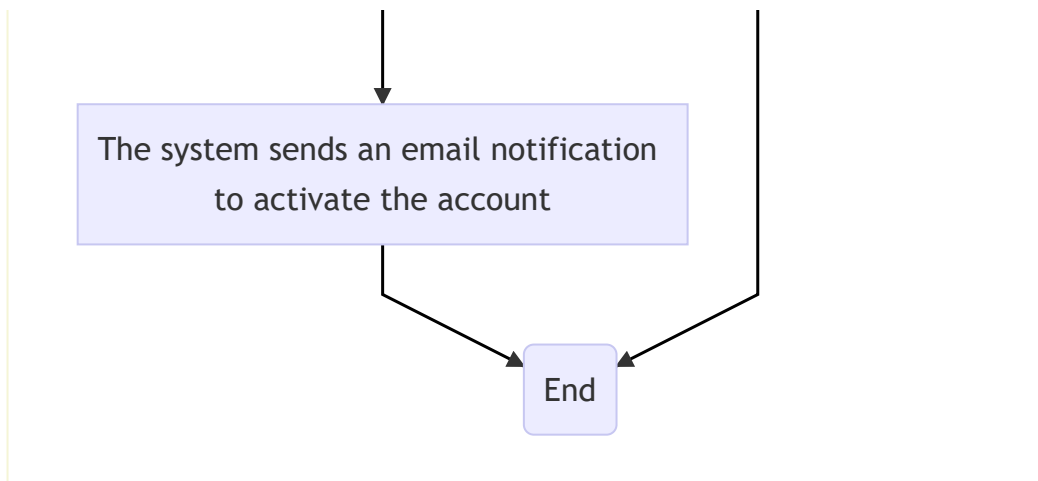 The system sends an email notification
to activate the account
End